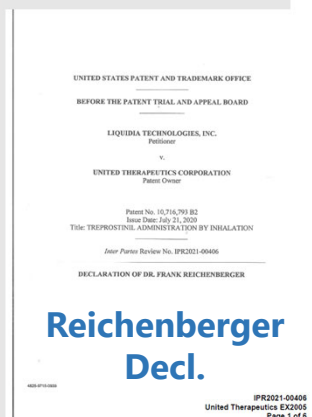 UNITED STATES PATENT AND TRADEMARK OFFICE
BEFORE THE PATENT TRIAL AND APPEAL BOARD
LIQUIDIA TECHNOLOGIES, INC.
Petitioner
v.
UNITED THERAPEUTICS CORPORATION
Patent Owner
Patent No. 10,716,793 B2
Issue Date: July 21, 2020
Title: TREPROSTINIL ADMINISTRATION BY INHALATION
Inter Partes Review No. IPR2021-00406
DECLARATION OF DR. FRANK REICHENBERGER
Reichenberger
Decl.
IPR2021-00406
United Therapeutics EX2005
Page 1 of 6